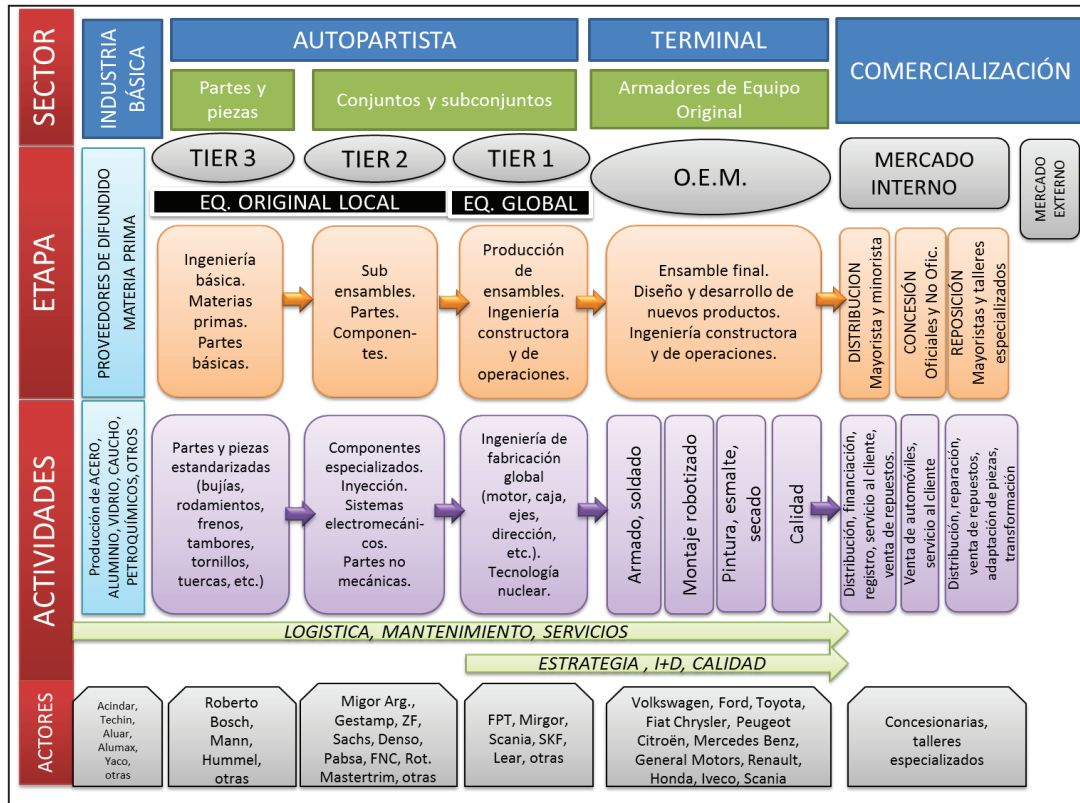 SECTOR
INDUSTRIA
BÁSICA
AUTOPARTISTA
TERMINAL
COMERCIALIZACIÓN
Partes y
piezas
Conjuntos y subconjuntos
Armadores de Equipo
Original
ETAPA
PROVEEDORES DE DIFUNDIDO
MATERIA PRIMA
TIER 3
TIER 2
TIER 1
O.E.M.
MERCADO
INTERNO
MERCADO
EXTERNO
EQ. ORIGINAL LOCAL
EQ. GLOBAL
Ingeniería
básica.
Materias
primas.
Partes
básicas.
Sub
ensambles.
Partes.
Componen-
tes.
Producción
de
ensambles.
Ingeniería
constructora
y de
operaciones.
Ensamble final.
Diseño y desarrollo de
nuevos productos.
Ingeniería constructora
y de operaciones.
DISTRIBUCION
Mayorista y minorista
CONCESIÓN
Oficiales y No Ofic.
REPOSICIÓN
Mayoristas y talleres
especializados
ACTIVIDADES
Producción de ACERO,
ALUMINIO, VIDRIO, CAUCHO,
PETROQUÍMICOS, OTROS
Partes y piezas
estandarizadas
(bujías,
rodamientos,
frenos,
tambores,
tornillos,
tuercas, etc.)
Componentes
especializados.
Inyección.
Sistemas
electromecáni-
cos.
Partes no
mecánicas.
Ingeniería de
fabricación
global
(motor, caja,
ejes,
dirección,
etc.).
Tecnología
nuclear.
Armado, soldado
Montaje robotizado
Pintura, esmalte,
secado
Calidad
Distribución, financiación,
registro, servicio al cliente,
venta de repuestos.
Venta de automóviles,
servicio al cliente
Distribución, reparación,
venta de repuestos,
adaptación de piezas,
transformación
LOGISTICA, MANTENIMIENTO, SERVICIOS
ESTRATEGIA , I+D, CALIDAD
ACTORES
Acindar,
Techin,
Aluar,
Alumax,
Yaco,
otras
Roberto
Bosch,
Mann,
Hummel,
otras
Migor Arg.,
Gestamp, ZF,
Sachs, Denso,
Pabsa, FNC, Rot.
Mastertrim, otras
FPT, Mirgor,
Scania, SKF,
Lear, otras
Volkswagen, Ford, Toyota,
Fiat Chrysler, Peugeot
Citroën, Mercedes Benz,
General Motors, Renault,
Honda, Iveco, Scania
Concesionarias,
talleres
especializados